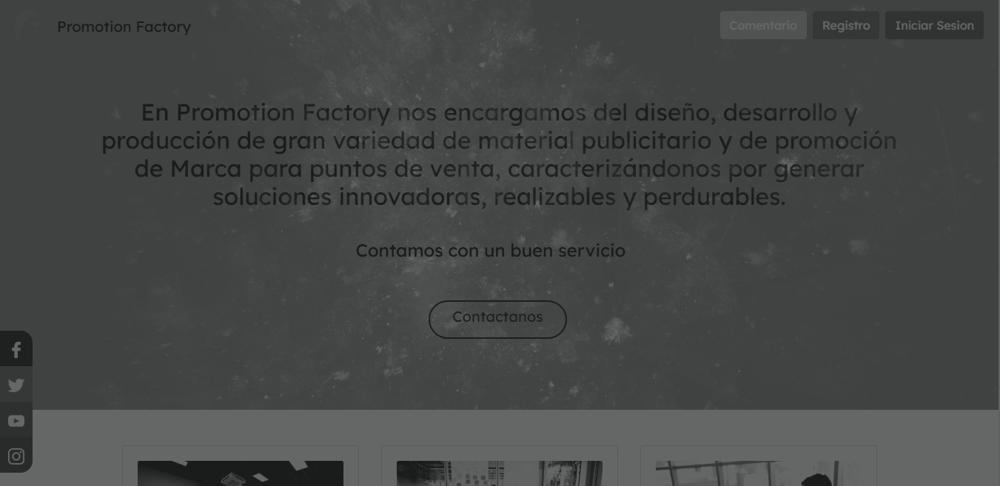 Promotion Factory
Comentario
Registro
Iniciar Sesion
En Promotion Factory nos encargamos del diseño, desarrollo y
producción de gran variedad de material publicitario y de promoción
de Marca para puntos de venta, caracterizándonos por generar
soluciones innovadoras, realizables y perdurables.
Contamos con un buen servicio
Contactanos